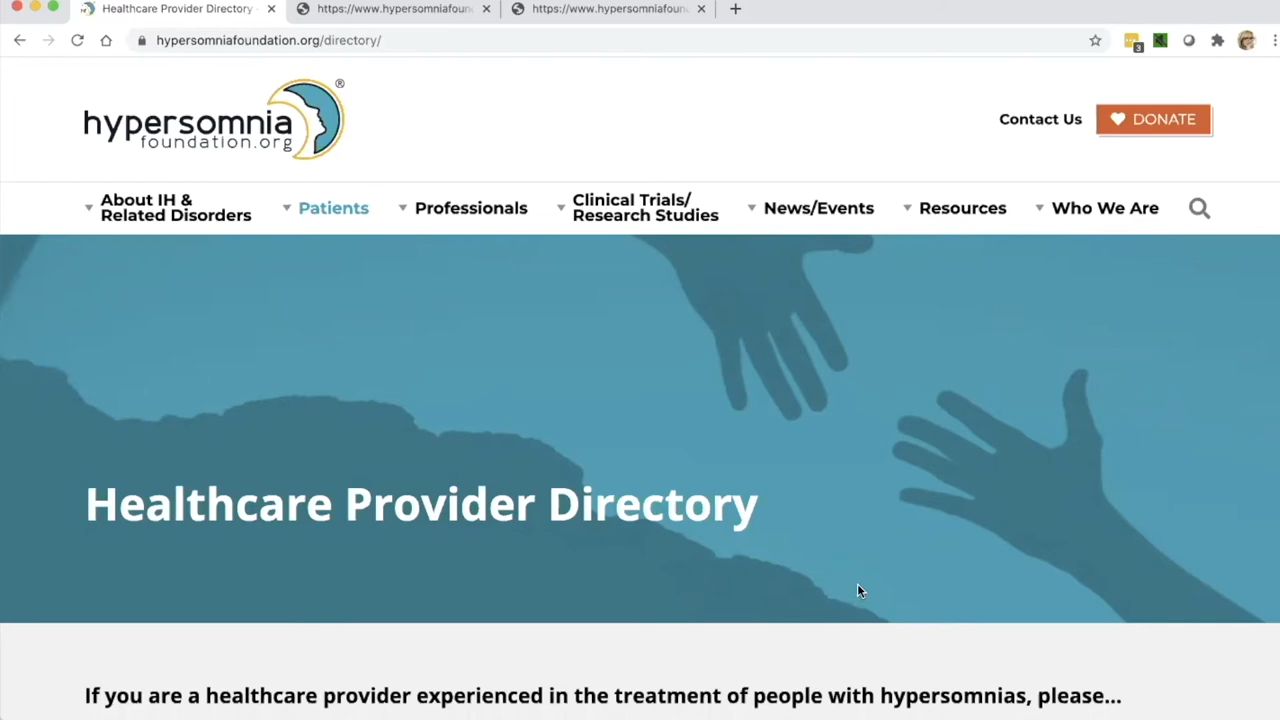 Healthcare Provider Directory
https://www.hypersomniafoun
https://www.hypersomniafoun
hypersomniafoundation.org/directory/
3
hypersomnia
foundation.org
®
Contact Us
DONATE
About IH &
Related Disorders
Patients
Professionals
Clinical Trials/
Research Studies
News/Events
Resources
Who We Are
Healthcare Provider Directory
If you are a healthcare provider experienced in the treatment of people with hypersomnias, please...